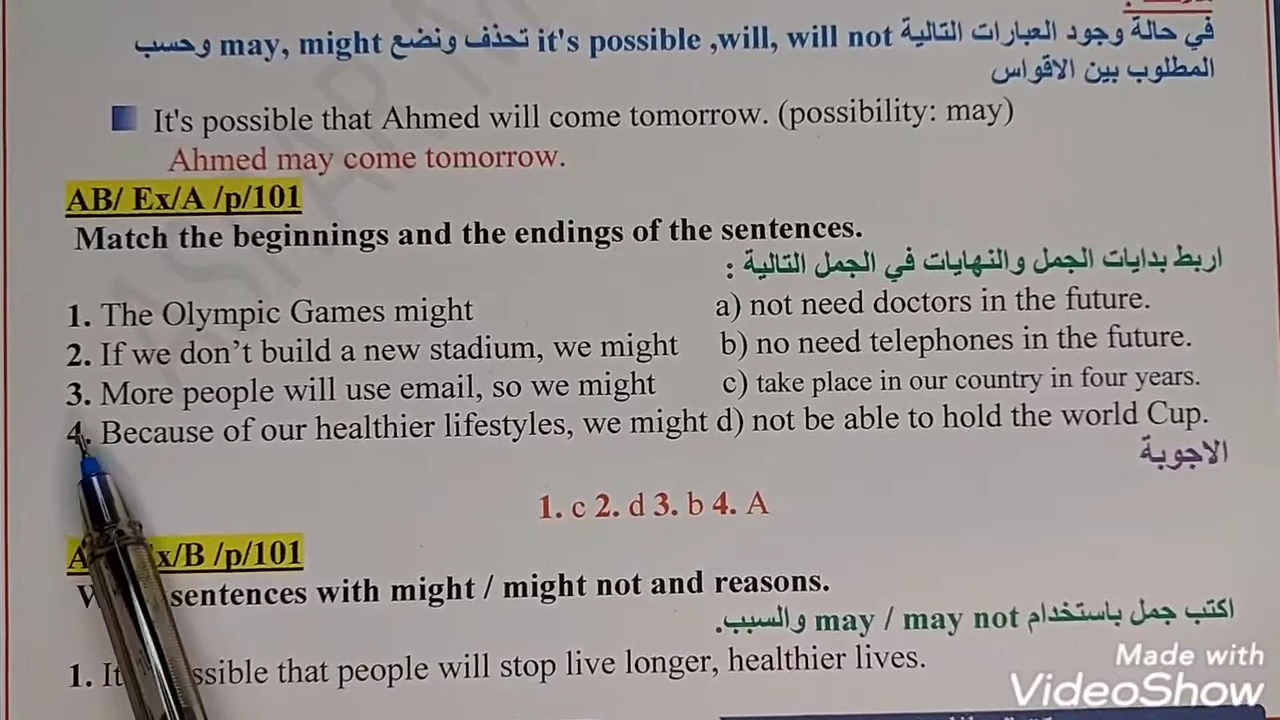 في حالة وجود العبارات التالية it's possible ,will, will not تحذف ونضع may, might وحسب
المطلوب بين الاقواس
It's possible that Ahmed will come tomorrow. (possibility: may)
Ahmed may come tomorrow.
AB/ Ex/A /p/101
Match the beginnings and the endings of the sentences.
اربط بدايات الجمل والنهايات في الجمل التالية :
1. The Olympic Games might a) not need doctors in the future.
2. If we don't build a new stadium, we might b) no need telephones in the future.
3. More people will use email, so we might c) take place in our country in four years.
4. Because of our healthier lifestyles, we might d) not be able to hold the world Cup.
الاجوبة
1. c 2. d 3. b 4. A
x/B /p/101
sentences with might / might not and reasons.
اكتب جمل باستخدام may / may not والسبب.
1. It ssible that people will stop live longer, healthier lives.
Made with
VideoShow